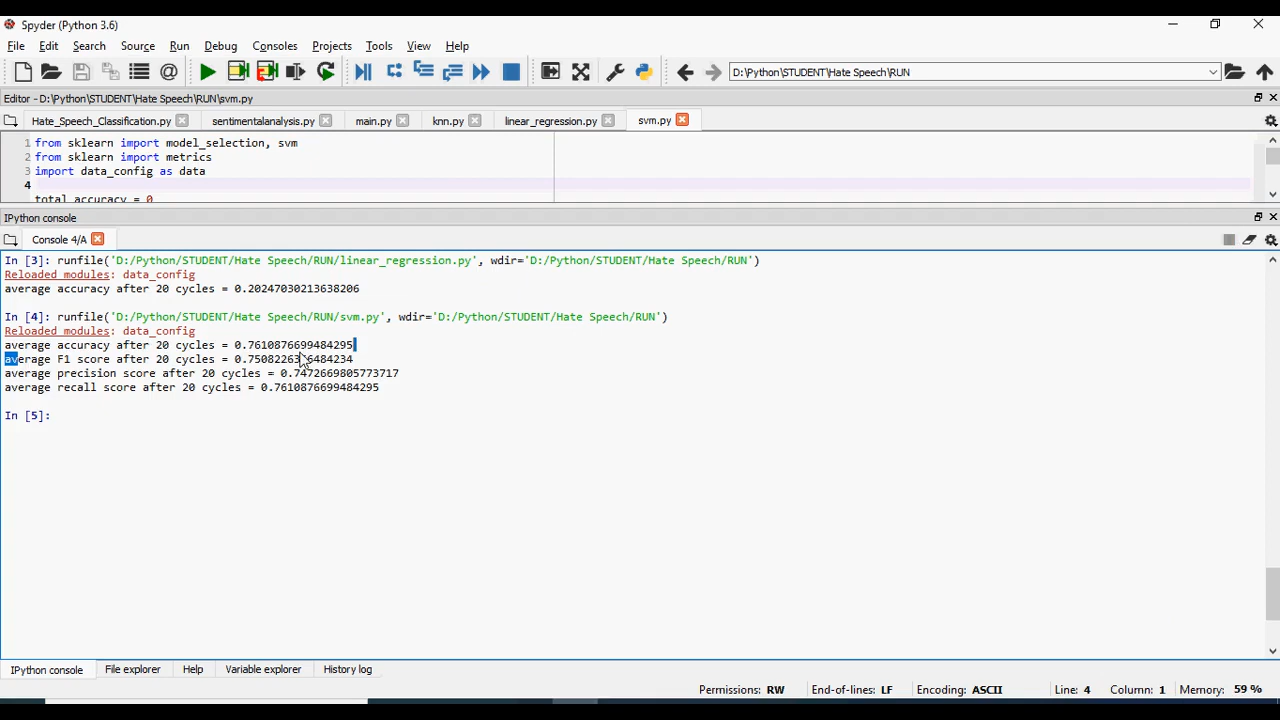 Spyder (Python 3.6)
File Edit Search Source Run Debug Consoles Projects Tools View Help
D:\Python\STUDENT\Hate Speech\RUN
Editor - D:\Python\STUDENT\Hate Speech\RUN\svm.py
Hate_Speech_Classification.py sentimentalanalysis.py main.py knn.py linear_regression.py svm.py
1 from sklearn import model_selection, svm
2 from sklearn import metrics
3 import data_config as data
4
total_accuracy = 0
IPython console
Console 4/A
In [3]: runfile('D:/Python/STUDENT/Hate Speech/RUN/linear_regression.py', wdir='D:/Python/STUDENT/Hate Speech/RUN')
Reloaded modules: data_config
average accuracy after 20 cycles = 0.20247030213638206
In [4]: runfile('D:/Python/STUDENT/Hate Speech/RUN/svm.py', wdir='D:/Python/STUDENT/Hate Speech/RUN')
Reloaded modules: data_config
average accuracy after 20 cycles = 0.7610876699484295
average F1 score after 20 cycles =
average precision score after 20 cycles = 0.7472669805773717
average recall score after 20 cycles = 0.7610876699484295
In [5]:
IPython console File explorer Help Variable explorer History log
Permissions: RW End-of-lines: LF Encoding: ASCII Line: 4 Column: 1 Memory: 59 %